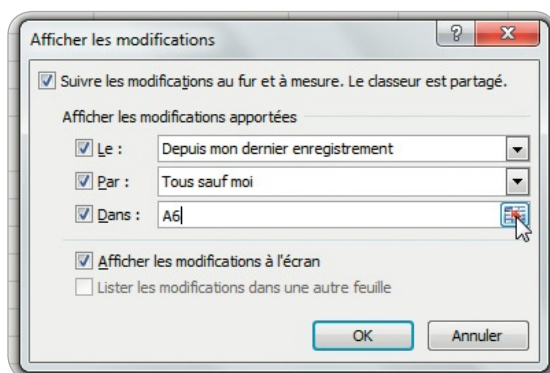 Afficher les modifications
Suivre les modifications au fur et à mesure. Le classeur est partagé.
Afficher les modifications apportées
Le : Depuis mon dernier enregistrement
Par : Tous sauf moi
Dans : A6
Afficher les modifications à l'écran
Lister les modifications dans une autre feuille
OK Annuler